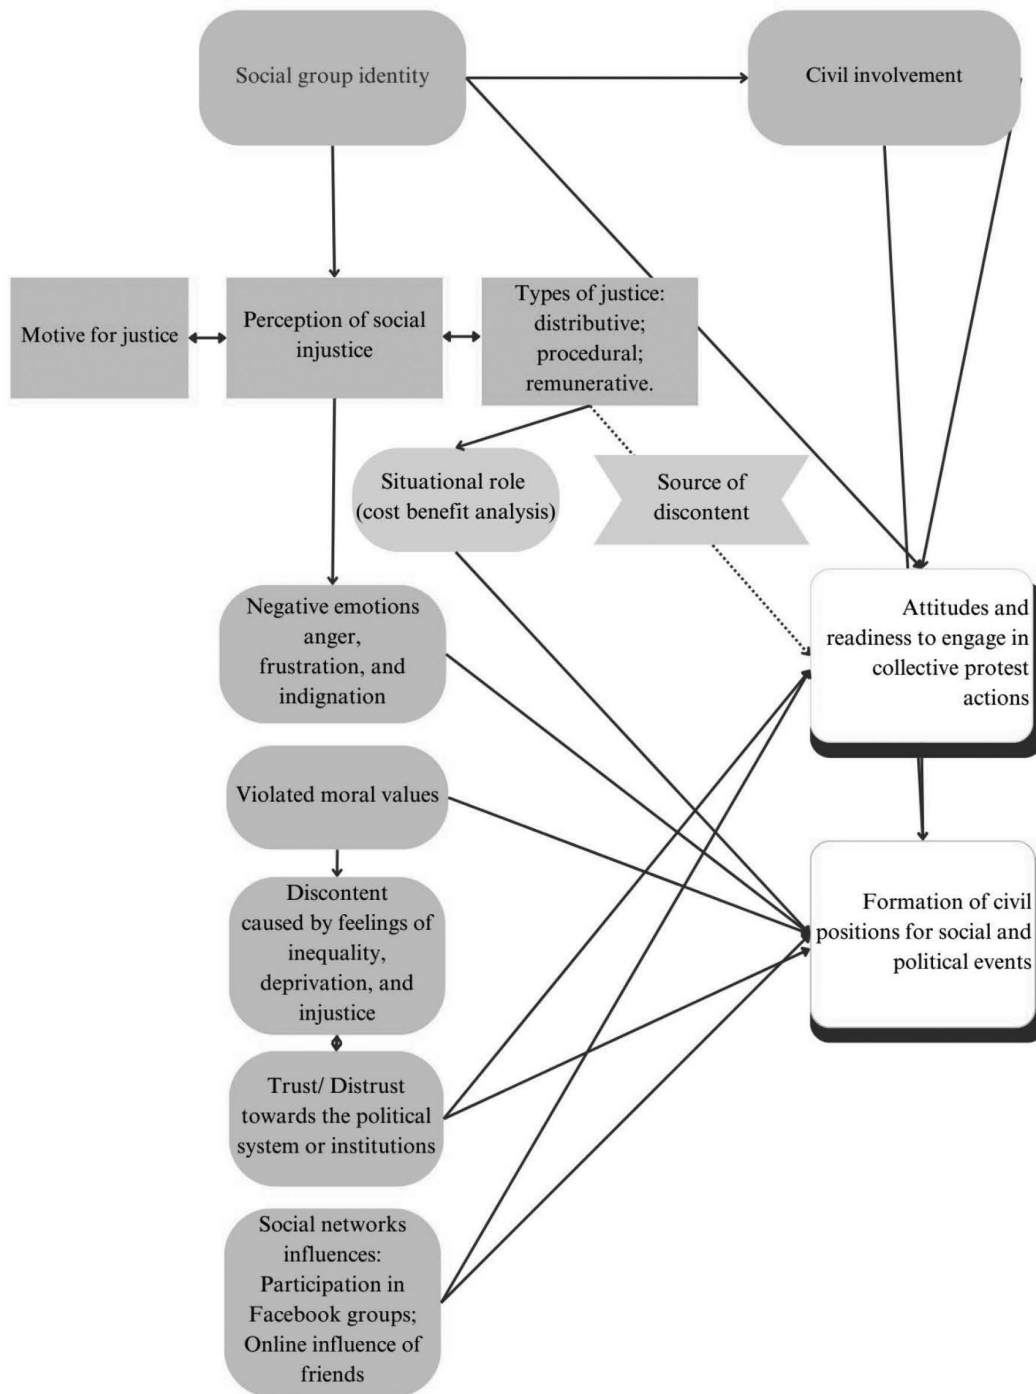 Social group identity
Civil involvement
Motive for justice
Perception of social
injustice
Types of justice:
distributive;
procedural;
remunerative.
Situational role
(cost benefit analysis)
Source of
discontent
Negative emotions
anger,
frustration, and
indignation
Attitudes and
readiness to engage in
collective protest
actions
Violated moral values
Discontent
caused by feelings of
inequality,
deprivation, and
injustice
Formation of civil
positions for social and
political events
Trust/ Distrust
towards the political
system or institutions
Social networks
influences:
Participation in
Facebook groups;
Online influence of
friends